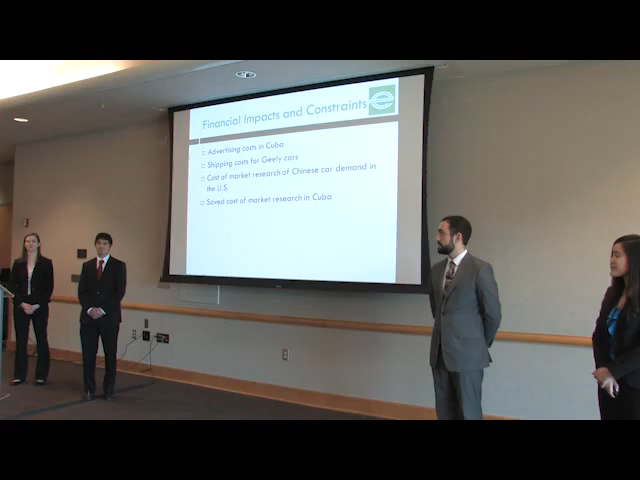 Financial Impacts and Constraints
Advertising costs in Cuba
Shipping costs for Geely cars
Cost of market research of Chinese car demand in
the U.S.
Saved cost of market research in Cuba